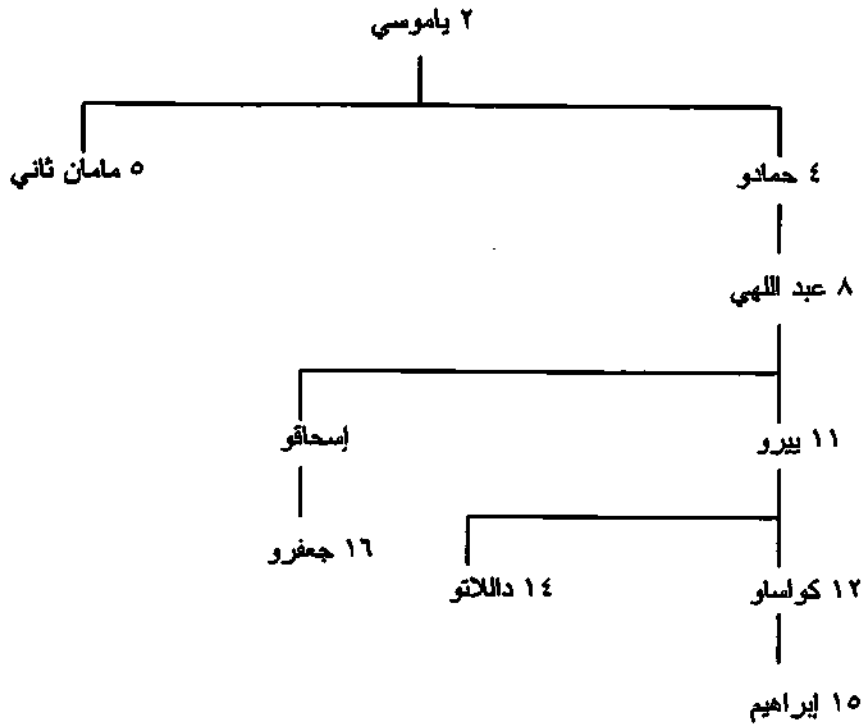 ٢ ياموسي
٤ حمادو
٥ مامان ثاني
٨ عبد اللهي
١١ ييرو
إسحاقو
١٢ كواساو
١٤ داللاتو
١٦ جعفرو
١٥ إبراهيم